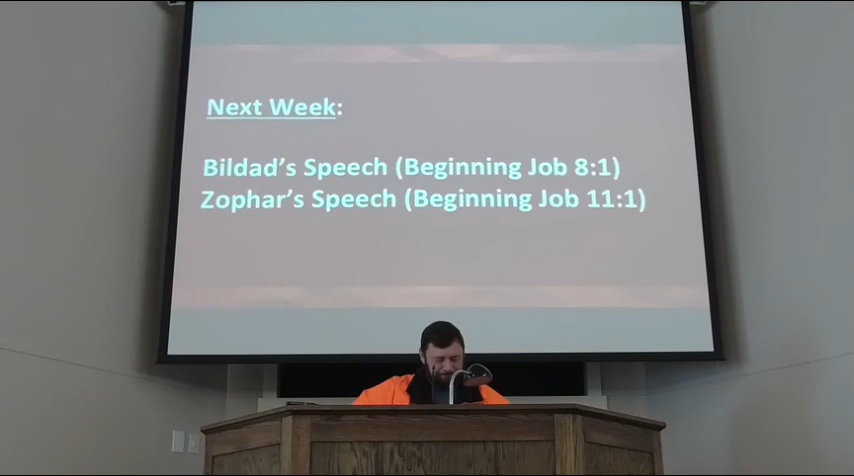 Next Week:
Bildad’s Speech (Beginning Job 8:1)
Zophar’s Speech (Beginning Job 11:1)